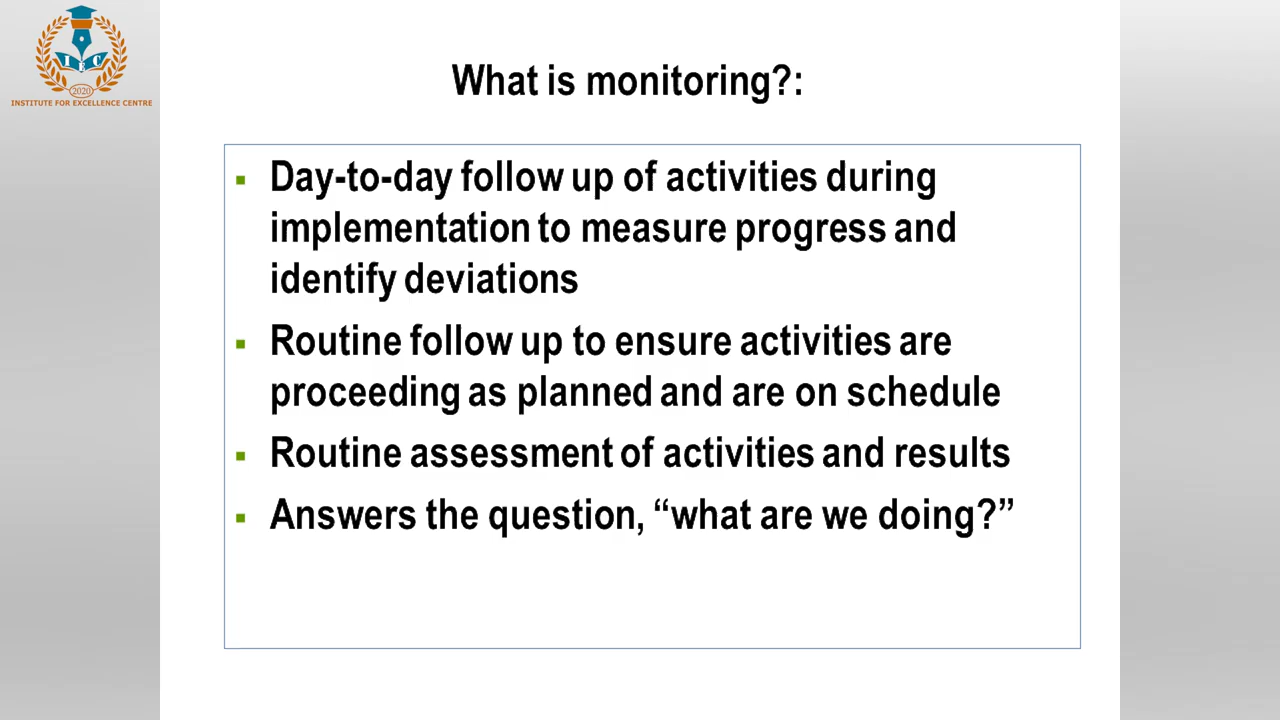 IEC
2020
INSTITUTE FOR EXCELLENCE CENTRE
What is monitoring?:
▪ Day-to-day follow up of activities during
implementation to measure progress and
identify deviations
▪ Routine follow up to ensure activities are
proceeding as planned and are on schedule
▪ Routine assessment of activities and results
▪ Answers the question, “what are we doing?”